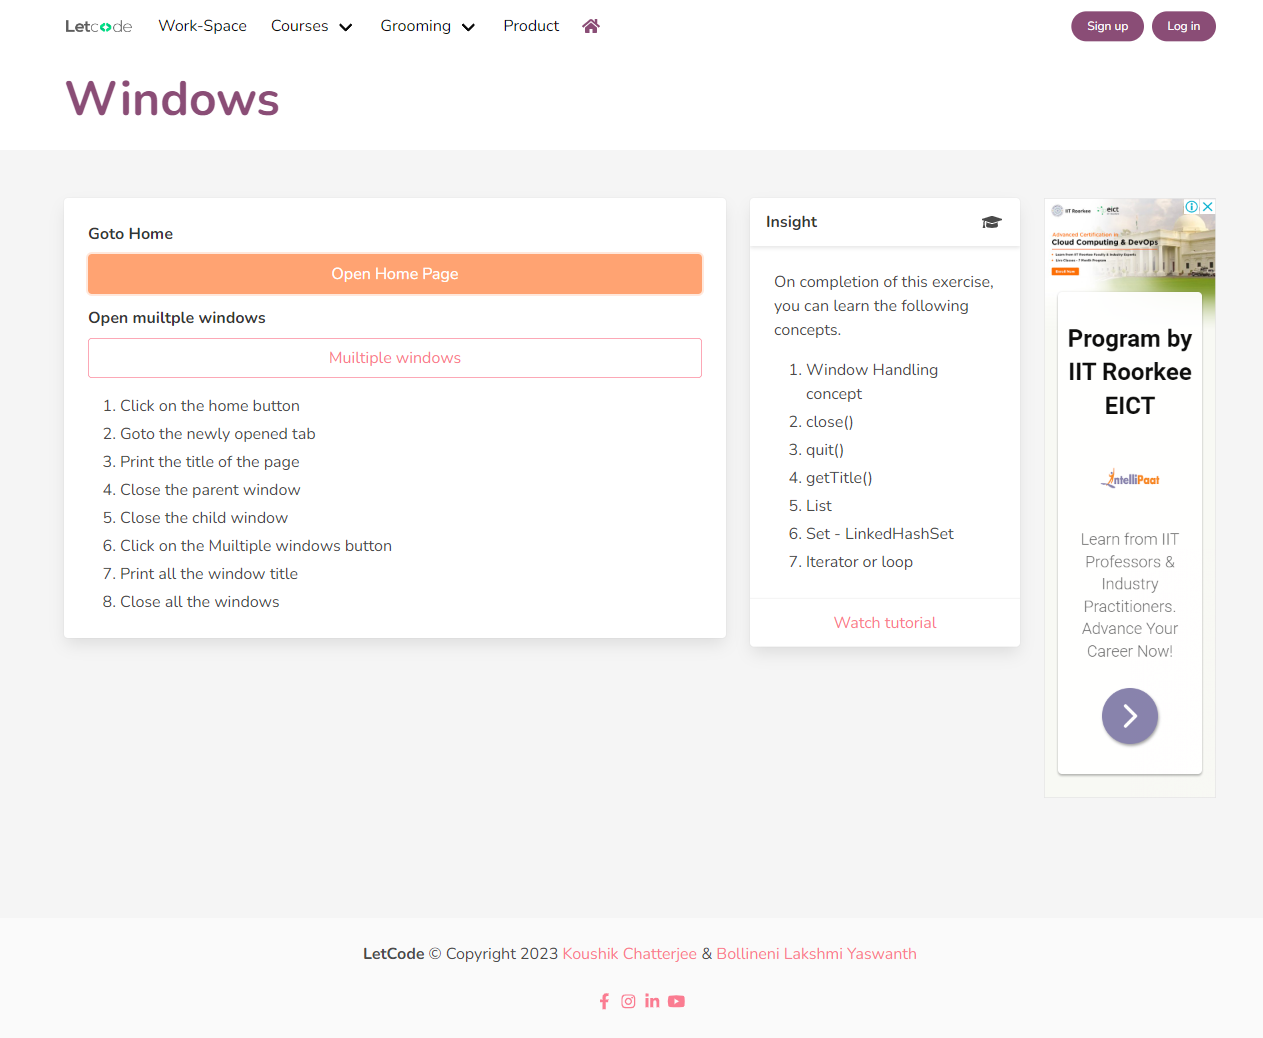 Letcode
Work-Space
Courses
Grooming
Product
Sign up
Log in
Windows
Goto Home
Open Home Page
Open muiltple windows
Muiltiple windows
1. Click on the home button
2. Goto the newly opened tab
3. Print the title of the page
4. Close the parent window
5. Close the child window
6. Click on the Muiltiple windows button
7. Print all the window title
8. Close all the windows
Insight
On completion of this exercise,
you can learn the following
concepts.
1. Window Handling
concept
2. close()
3. quit()
4. getTitle()
5. List
6. Set - LinkedHashSet
7. Iterator or loop
Watch tutorial
IIT Roorkee
eict
Advanced Certification in
Cloud Computing & DevOps
Program by
IIT Roorkee
EICT
IntelliPaat
Learn from IIT
Professors &
Industry
Practitioners.
Advance Your
Career Now!
LetCode © Copyright 2023 Koushik Chatterjee & Bollineni Lakshmi Yaswanth